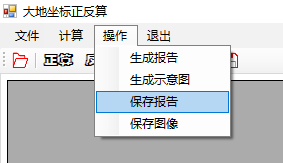 大地坐标正反算
文件 计算 操作 退出
正算
生成报告
生成示意图
保存报告
保存图像